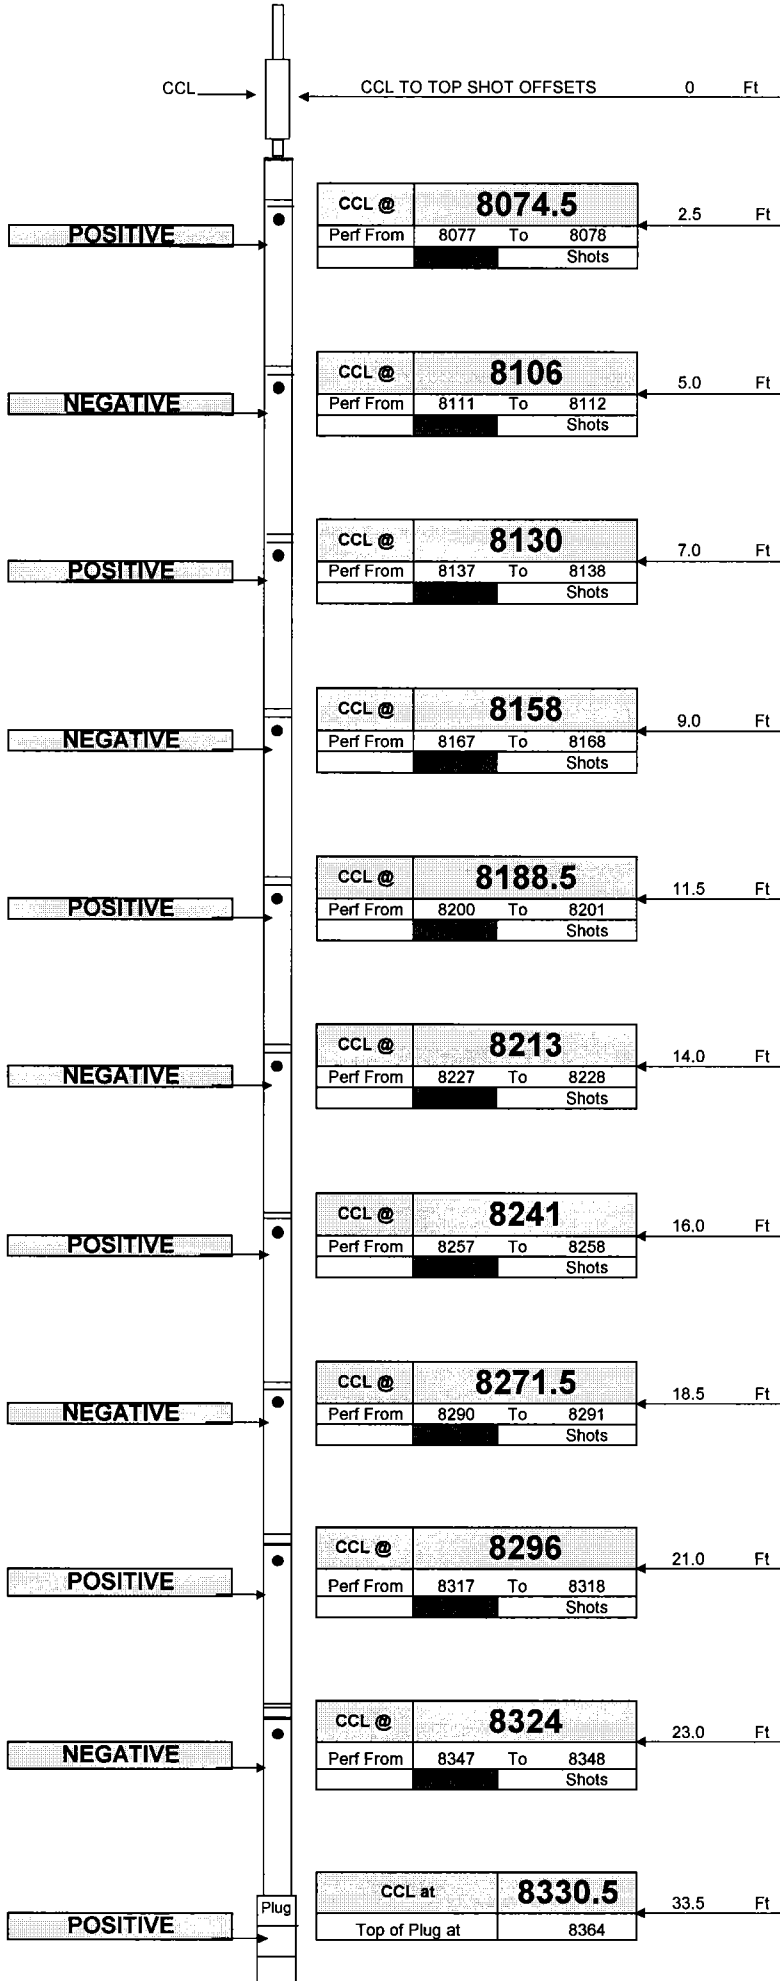 CCL CCL TO TOP SHOT OFFSETS 0 Ft
CCL @ 8074.5
2.5 Ft
POSITIVE Perf From 8077 To 8078
Shots
CCL @ 8106
5.0 Ft
NEGATIVE Perf From 8111 To 8112
Shots
CCL @ 8130
7.0 Ft
POSITIVE Perf From 8137 To 8138
Shots
CCL @ 8158
9.0 Ft
NEGATIVE Perf From 8167 To 8168
Shots
CCL @ 8188.5
11.5 Ft
POSITIVE Perf From 8200 To 8201
Shots
CCL @ 8213
14.0 Ft
NEGATIVE Perf From 8227 To 8228
Shots
CCL @ 8241
16.0 Ft
POSITIVE Perf From 8257 To 8258
Shots
CCL @ 8271.5
18.5 Ft
NEGATIVE Perf From 8290 To 8291
Shots
CCL @ 8296
21.0 Ft
POSITIVE Perf From 8317 To 8318
Shots
CCL @ 8324
23.0 Ft
NEGATIVE Perf From 8347 To 8348
Shots
CCL at 8330.5
Plug 33.5 Ft
POSITIVE Top of Plug at 8364